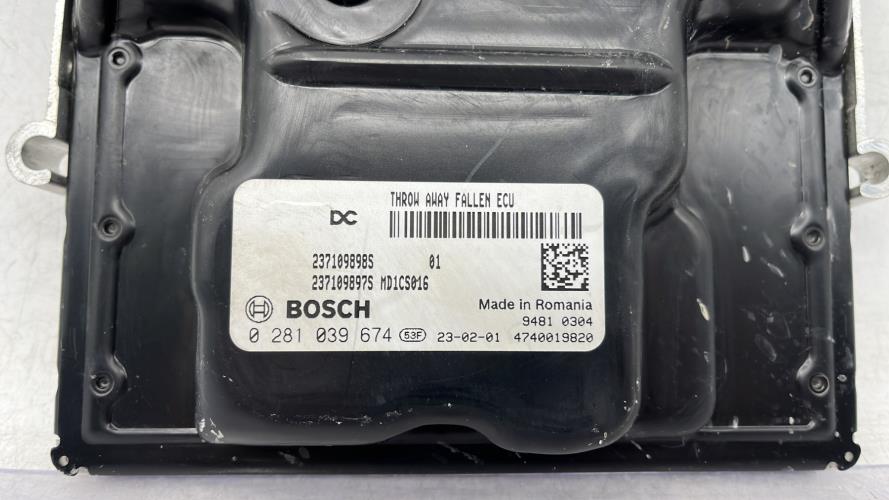 THROW AWAY FALLEN ECU
DC
237109898S 01
237109897S MD1CS016
BOSCH
Made in Romania
9481 0304
0 281 039 674 53F 23-02-01 4740019820